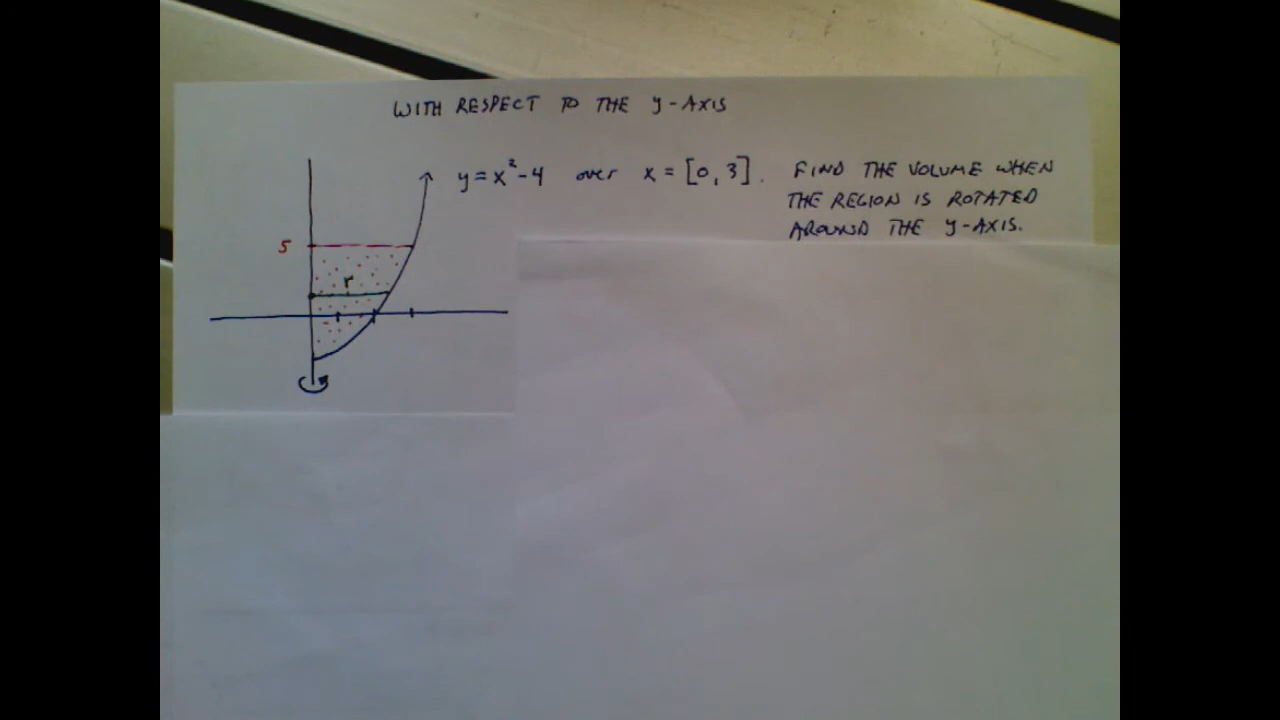 WITH RESPECT TO THE y-AXIS
y = x²-4 over x = [0, 3]. FIND THE VOLUME WHEN
THE REGION IS ROTATED
AROUND THE y-AXIS.
5
r